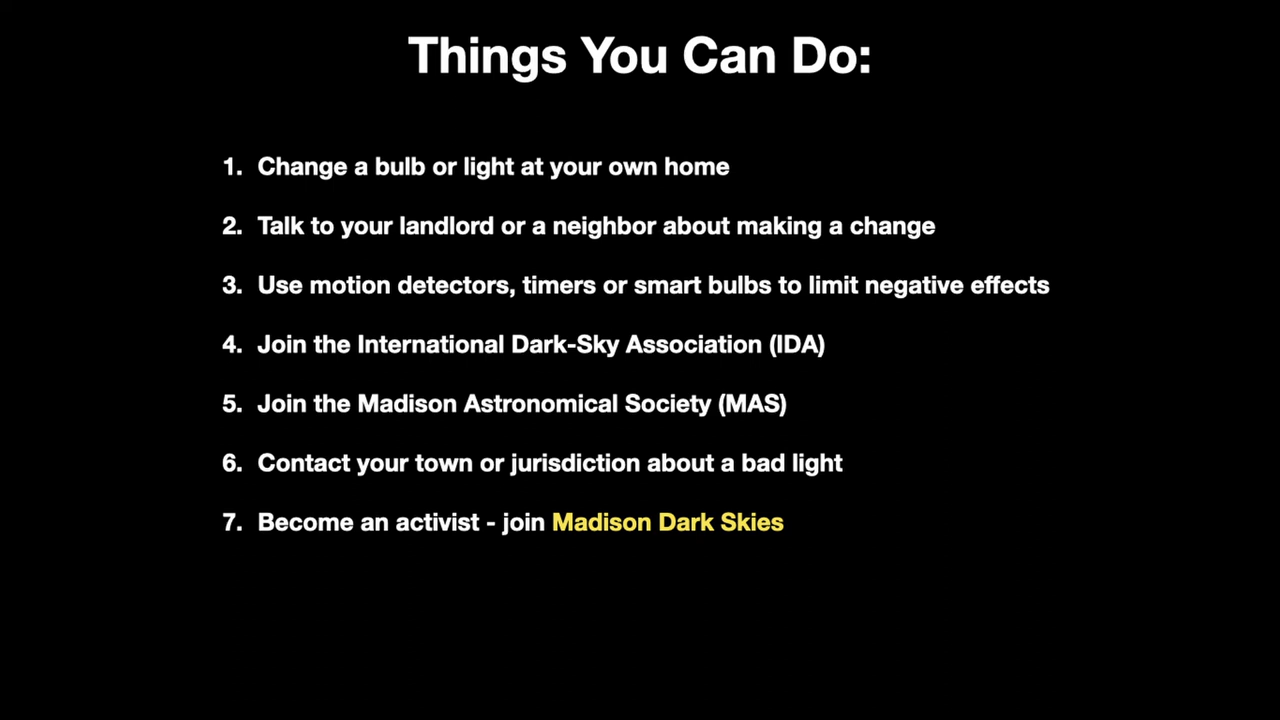 Things You Can Do:
1. Change a bulb or light at your own home
2. Talk to your landlord or a neighbor about making a change
3. Use motion detectors, timers or smart bulbs to limit negative effects
4. Join the International Dark-Sky Association (IDA)
5. Join the Madison Astronomical Society (MAS)
6. Contact your town or jurisdiction about a bad light
7. Become an activist - join Madison Dark Skies